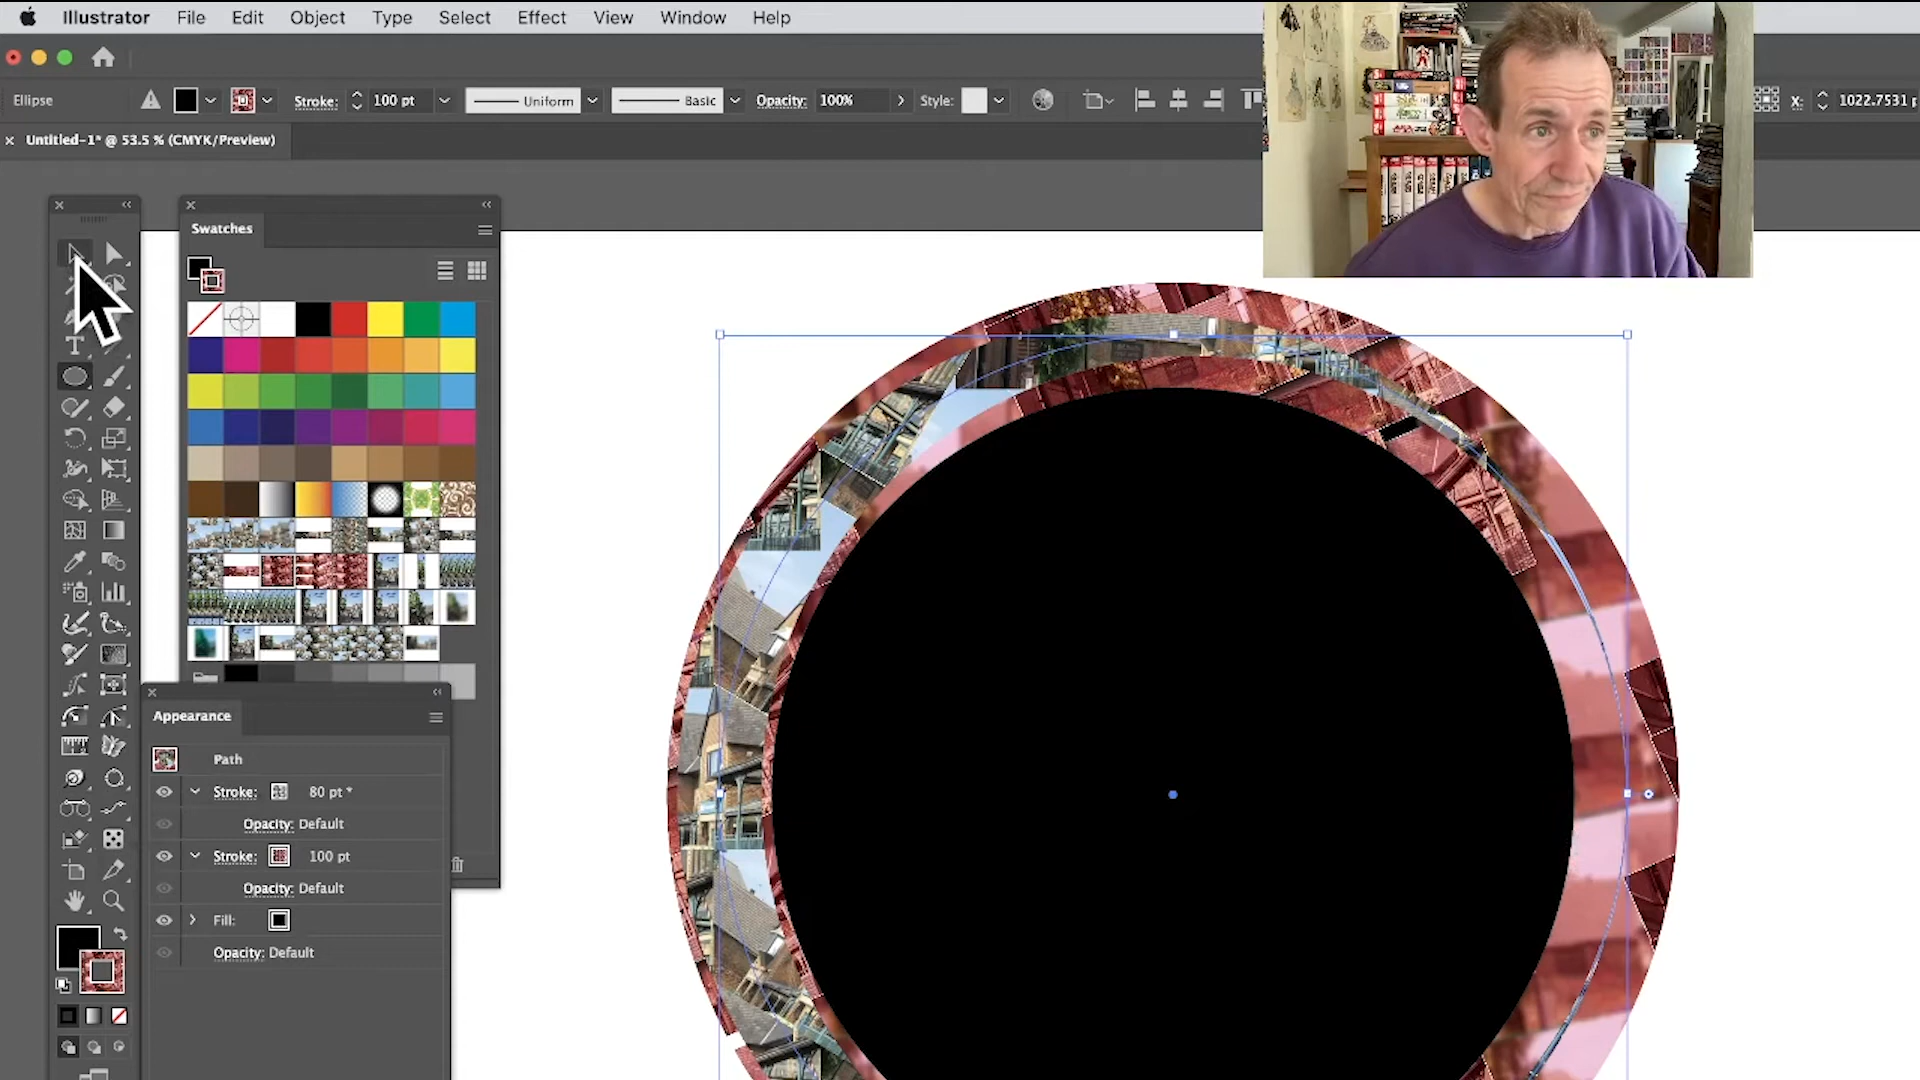 Illustrator File Edit Object Type Select Effect View Window Help
Ellipse Stroke: 100 pt Uniform Basic Opacity: 100% Style: X: 1022.7531 p
Untitled-1* @ 53.5 % (CMYK/Preview)
Swatches
T
Appearance
Path
Stroke: 80 pt *
Opacity: Default
Stroke: 100 pt
Opacity: Default
Fill:
Opacity: Default